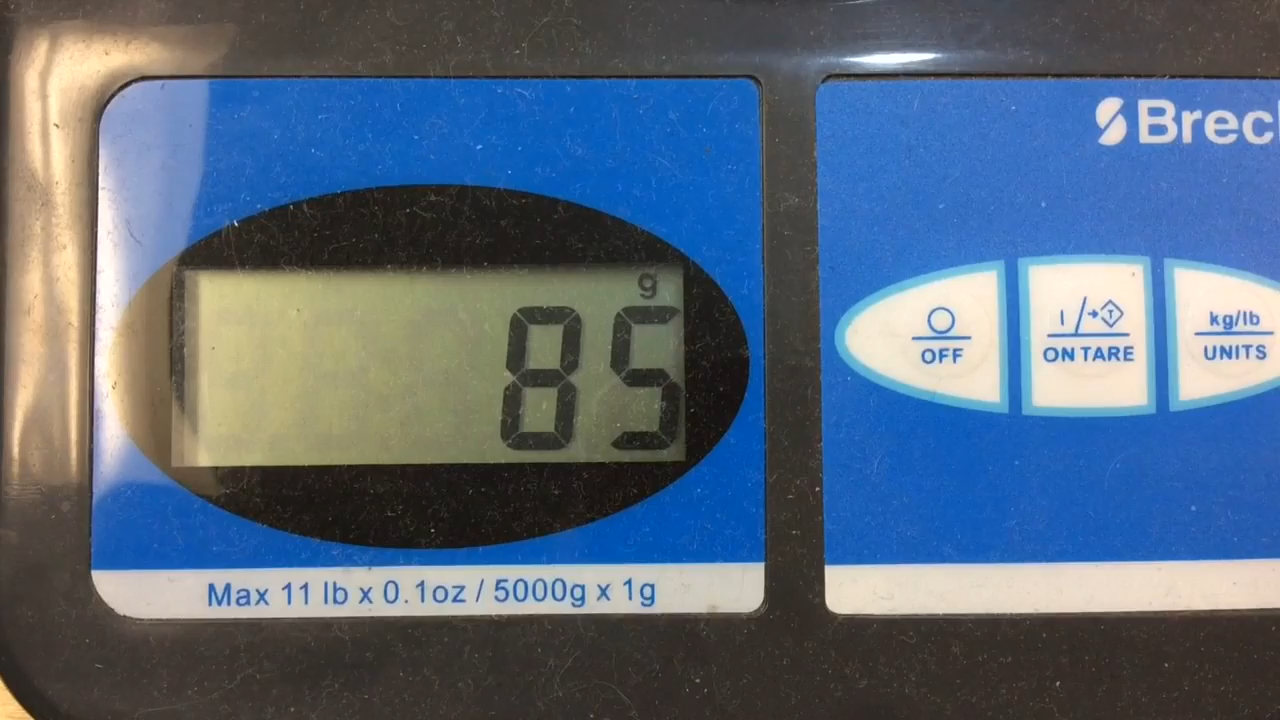 Brec
g
85
OFF
I/→T
ON TARE
kg/lb
UNITS
Max 11 lb x 0.1oz / 5000g x 1g